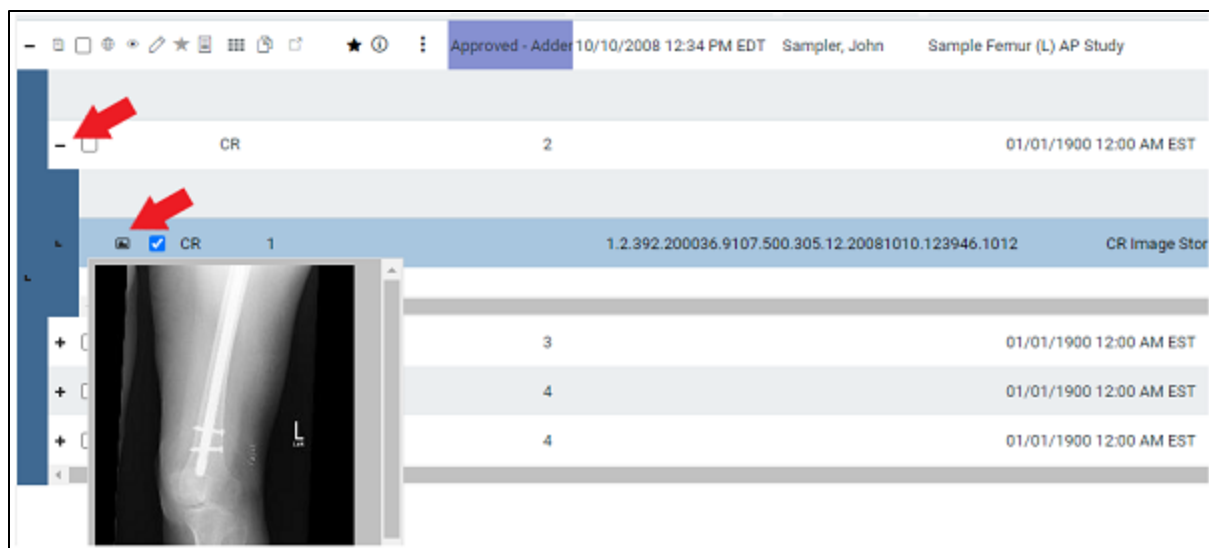 Approved - Adder 10/10/2008 12:34 PM EDT Sampler, John Sample Femur (L) AP Study
CR 2 01/01/1900 12:00 AM EST
CR 1 1.2.392.200036.9107.500.305.12.20081010.123946.1012 CR Image Stor
L
3 01/01/1900 12:00 AM EST
4 01/01/1900 12:00 AM EST
4 01/01/1900 12:00 AM EST